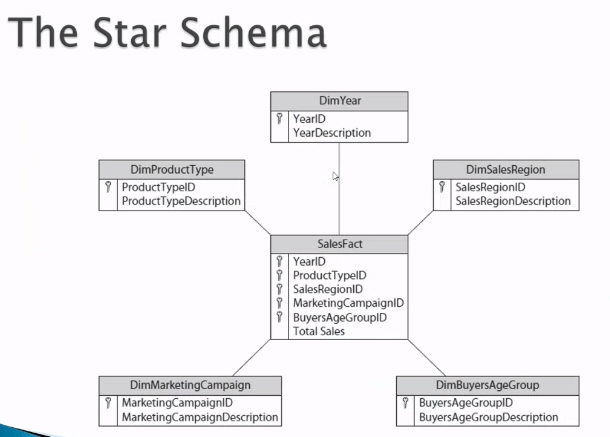 The Star Schema
DimYear
YearID
YearDescription
DimProductType
ProductTypeID
ProductTypeDescription
DimSalesRegion
SalesRegionID
SalesRegionDescription
SalesFact
YearID
ProductTypeID
SalesRegionID
MarketingCampaignID
BuyersAgeGroupID
Total Sales
DimMarketingCampaign
MarketingCampaignID
MarketingCampaignDescription
DimBuyersAgeGroup
BuyersAgeGroupID
BuyersAgeGroupDescription